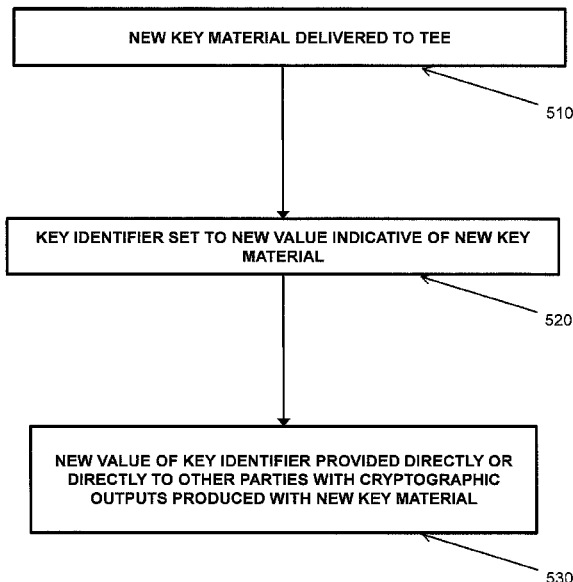 NEW KEY MATERIAL DELIVERED TO TEE
510
KEY IDENTIFIER SET TO NEW VALUE INDICATIVE OF NEW KEY
MATERIAL
520
NEW VALUE OF KEY IDENTIFIER PROVIDED DIRECTLY OR
DIRECTLY TO OTHER PARTIES WITH CRYPTOGRAPHIC
OUTPUTS PRODUCED WITH NEW KEY MATERIAL
530